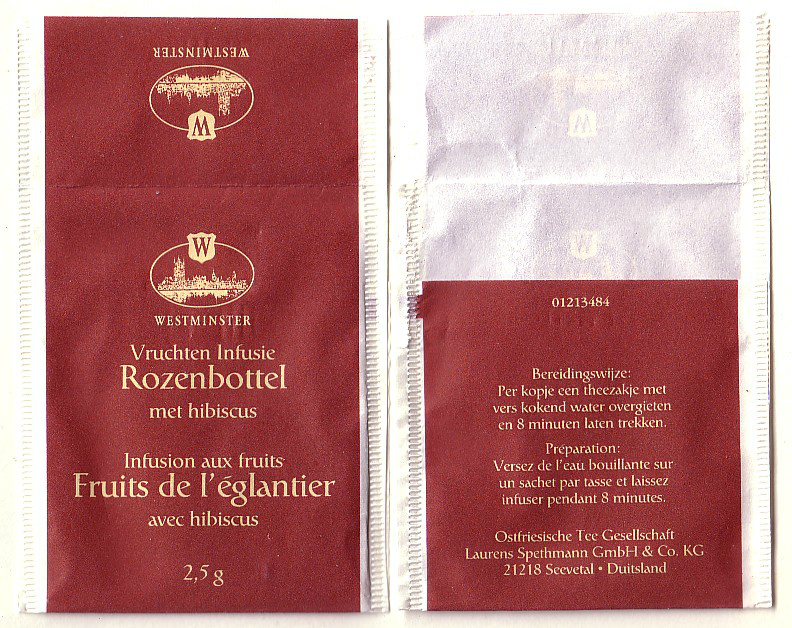 WESTMINSTER
W
W
WESTMINSTER
Vruchten Infusie
Rozenbottel
met hibiscus
Infusion aux fruits
Fruits de l'églantier
avec hibiscus
2,5 g
01213484
Bereidingswijze:
Per kopje een theezakje met
vers kokend water overgieten
en 8 minuten laten trekken.
Préparation:
Versez de l'eau bouillante sur
un sachet par tasse et laissez
infuser pendant 8 minutes.
Ostfriesische Tee Gesellschaft
Laurens Spethmann GmbH & Co. KG
21218 Seevetal • Duitsland